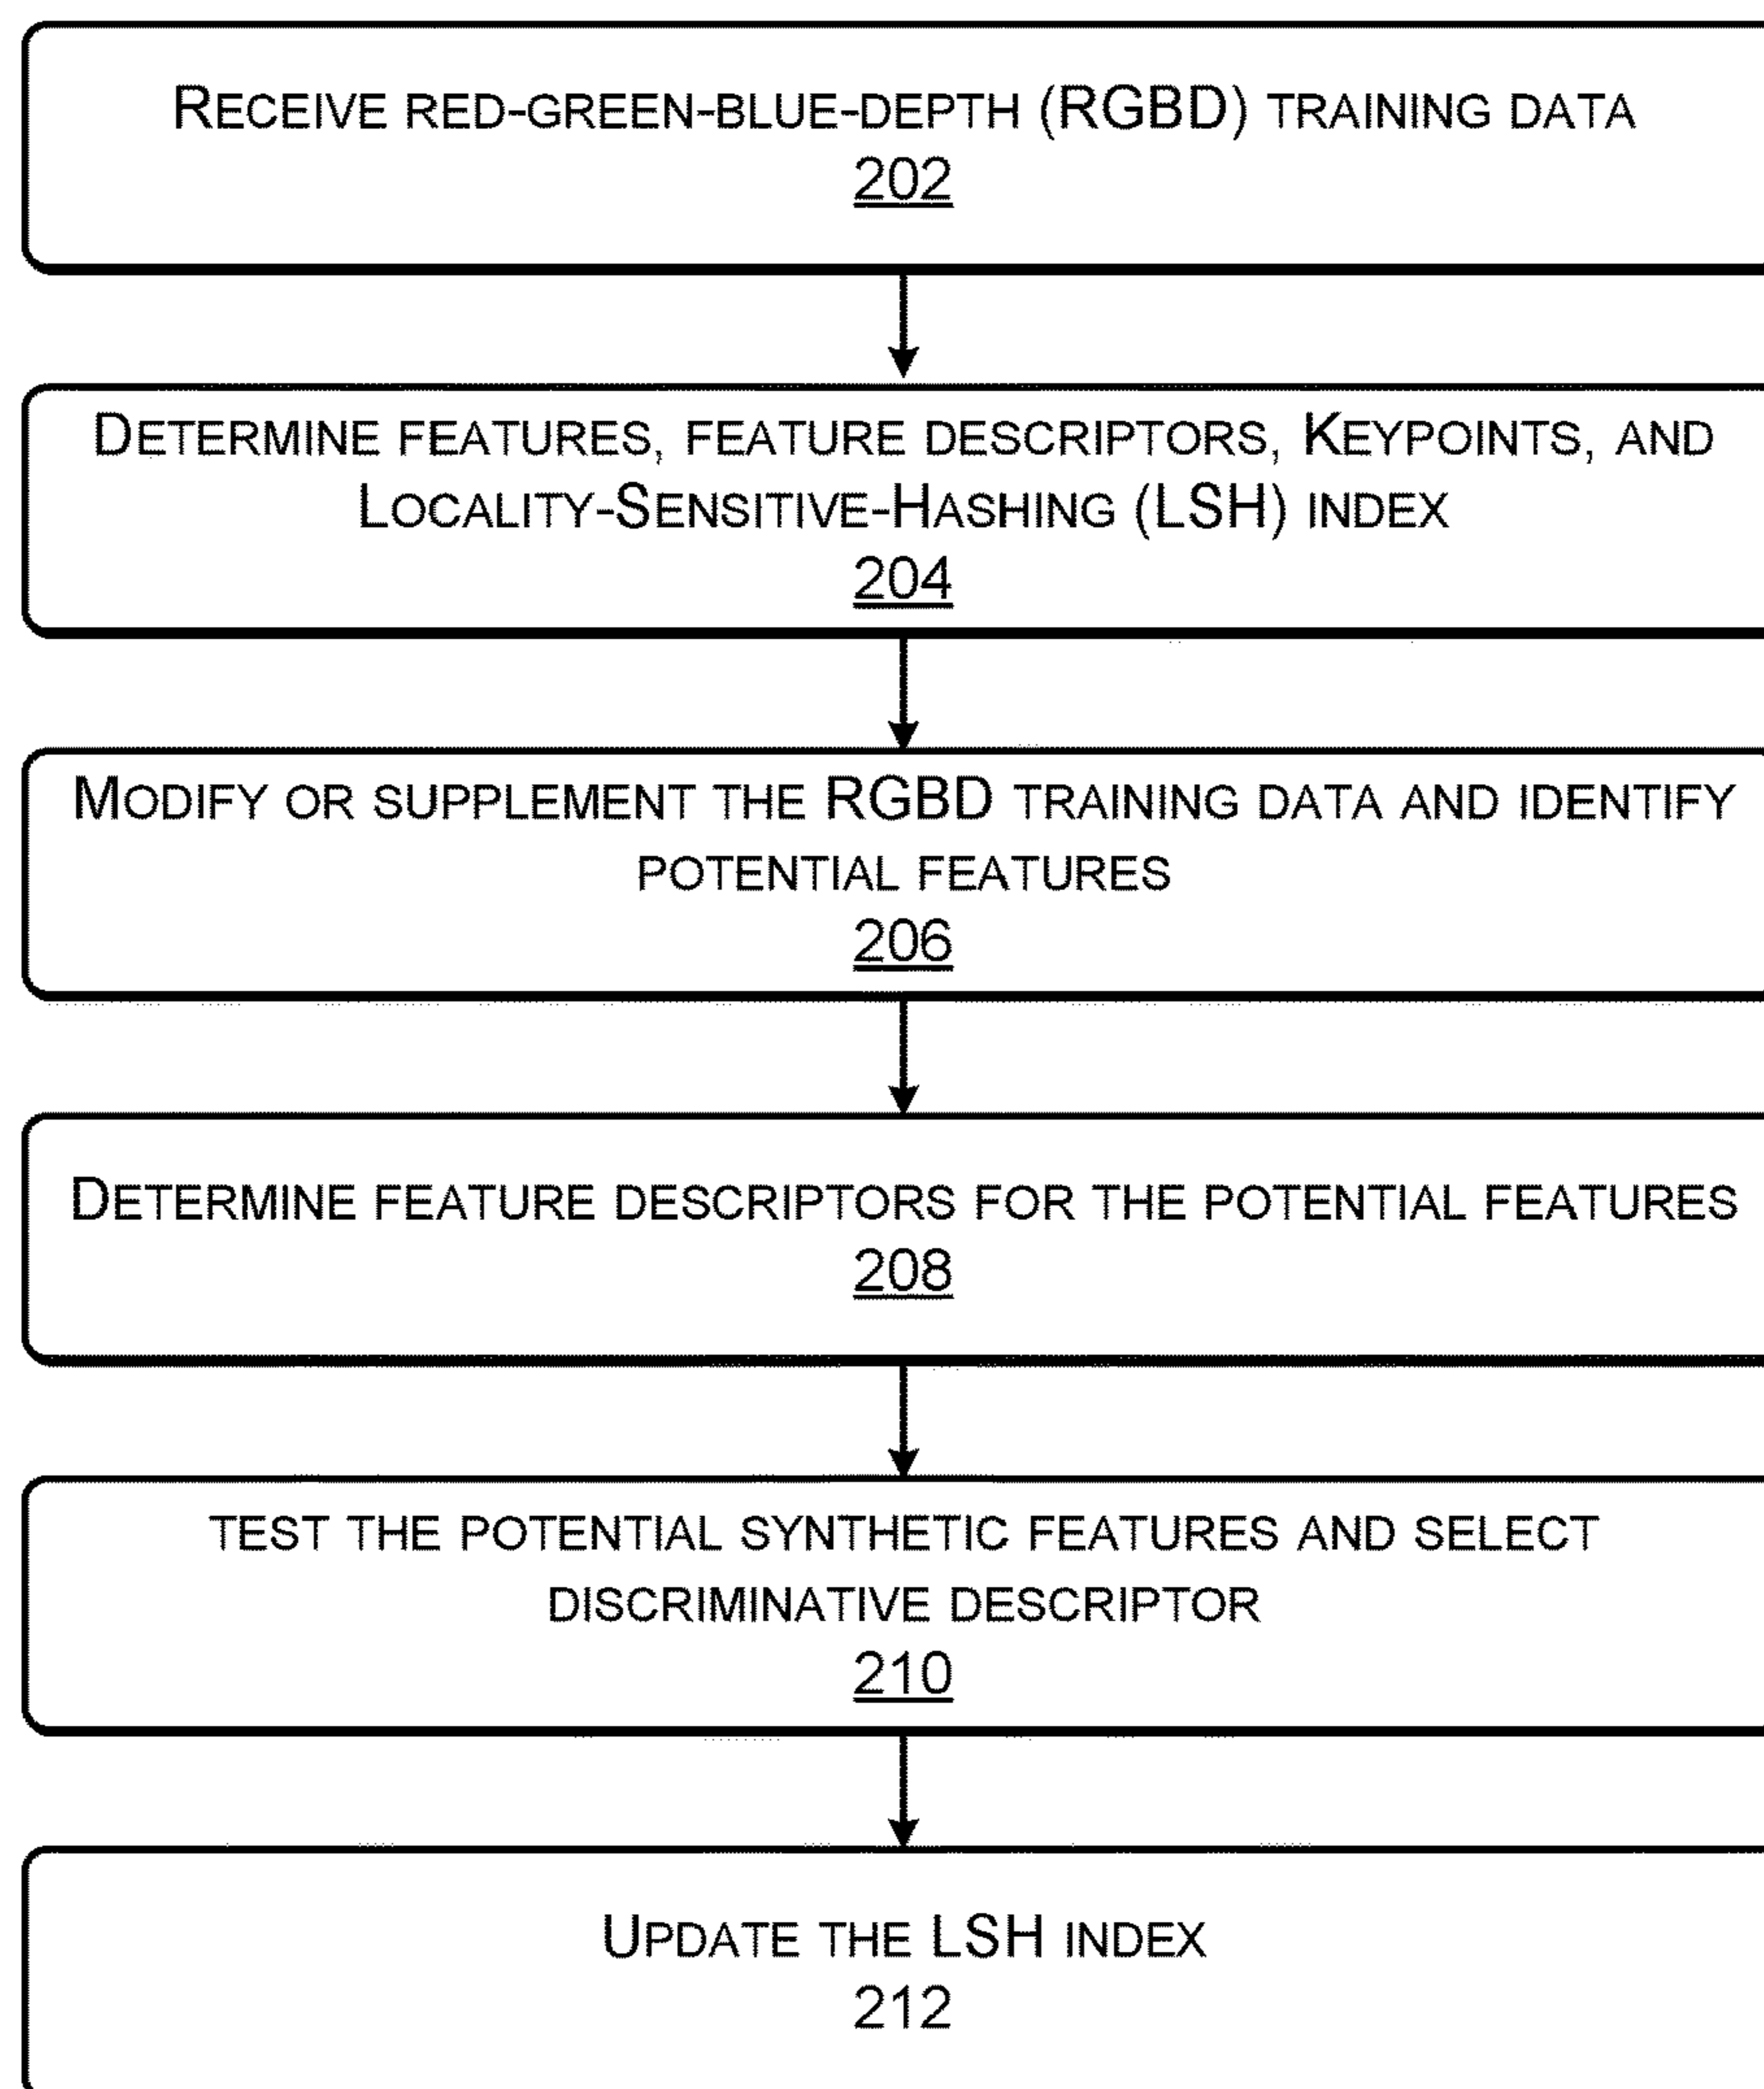 RECEIVE RED-GREEN-BLUE-DEPTH (RGBD) TRAINING DATA
202
DETERMINE FEATURES, FEATURE DESCRIPTORS, KEYPOINTS, AND
LOCALITY-SENSITIVE-HASHING (LSH) INDEX
204
MODIFY OR SUPPLEMENT THE RGBD TRAINING DATA AND IDENTIFY
POTENTIAL FEATURES
206
DETERMINE FEATURE DESCRIPTORS FOR THE POTENTIAL FEATURES
208
TEST THE POTENTIAL SYNTHETIC FEATURES AND SELECT
DISCRIMINATIVE DESCRIPTOR
210
UPDATE THE LSH INDEX
212